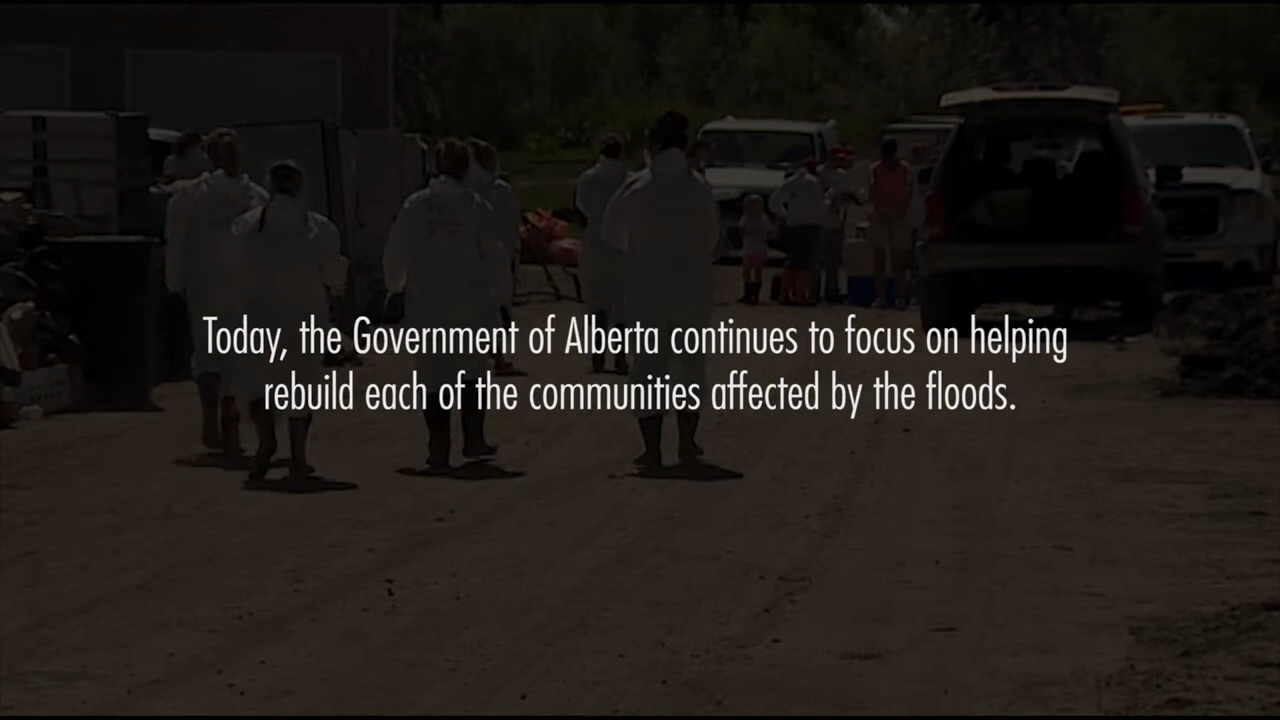 Today, the Government of Alberta continues to focus on helping
rebuild each of the communities affected by the floods.